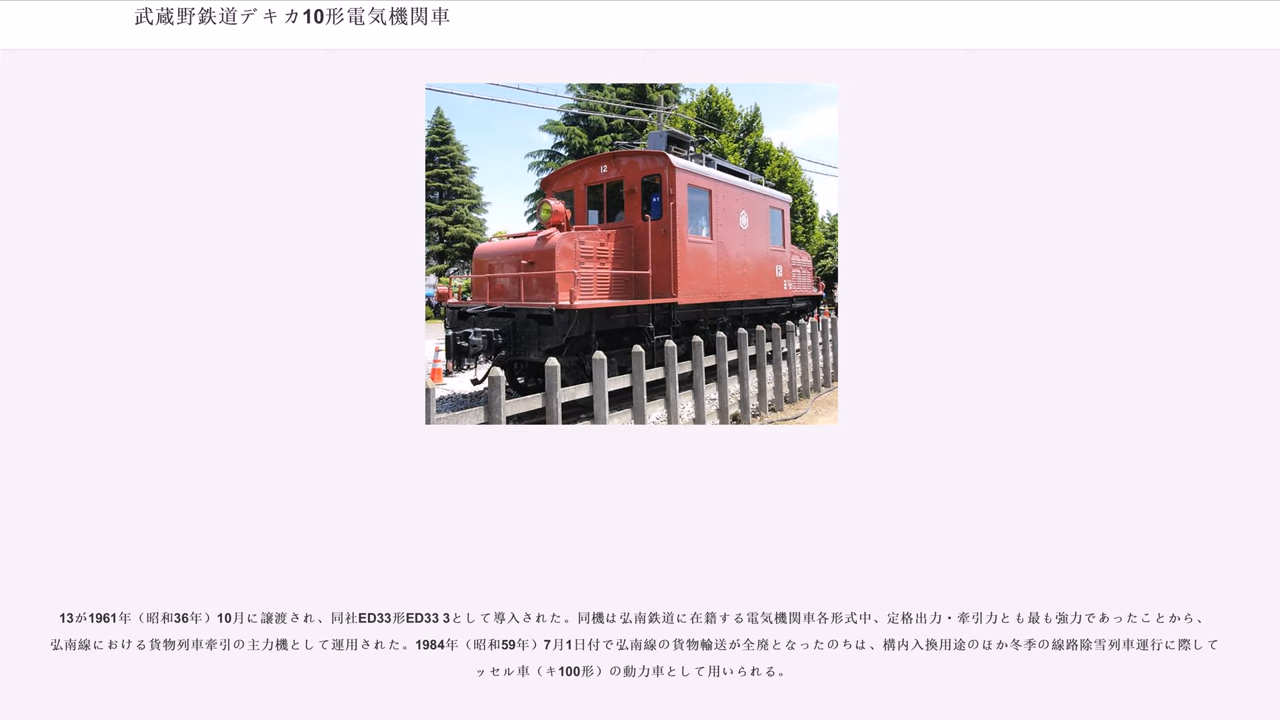 武蔵野鉄道デキカ10形電気機関車
12
12
13が1961年（昭和36年）10月に譲渡され、同社ED33形ED33 3として導入された。同機は弘南鉄道に在籍する電気機関車各形式中、定格出力・牽引力とも最も強力であったことから、
弘南線における貨物列車牽引の主力機として運用された。1984年（昭和59年）7月1日付で弘南線の貨物輸送が全廃となったのちは、構内入換用途のほか冬季の線路除雪列車運行に際して
ッセル車（キ100形）の動力車として用いられる。